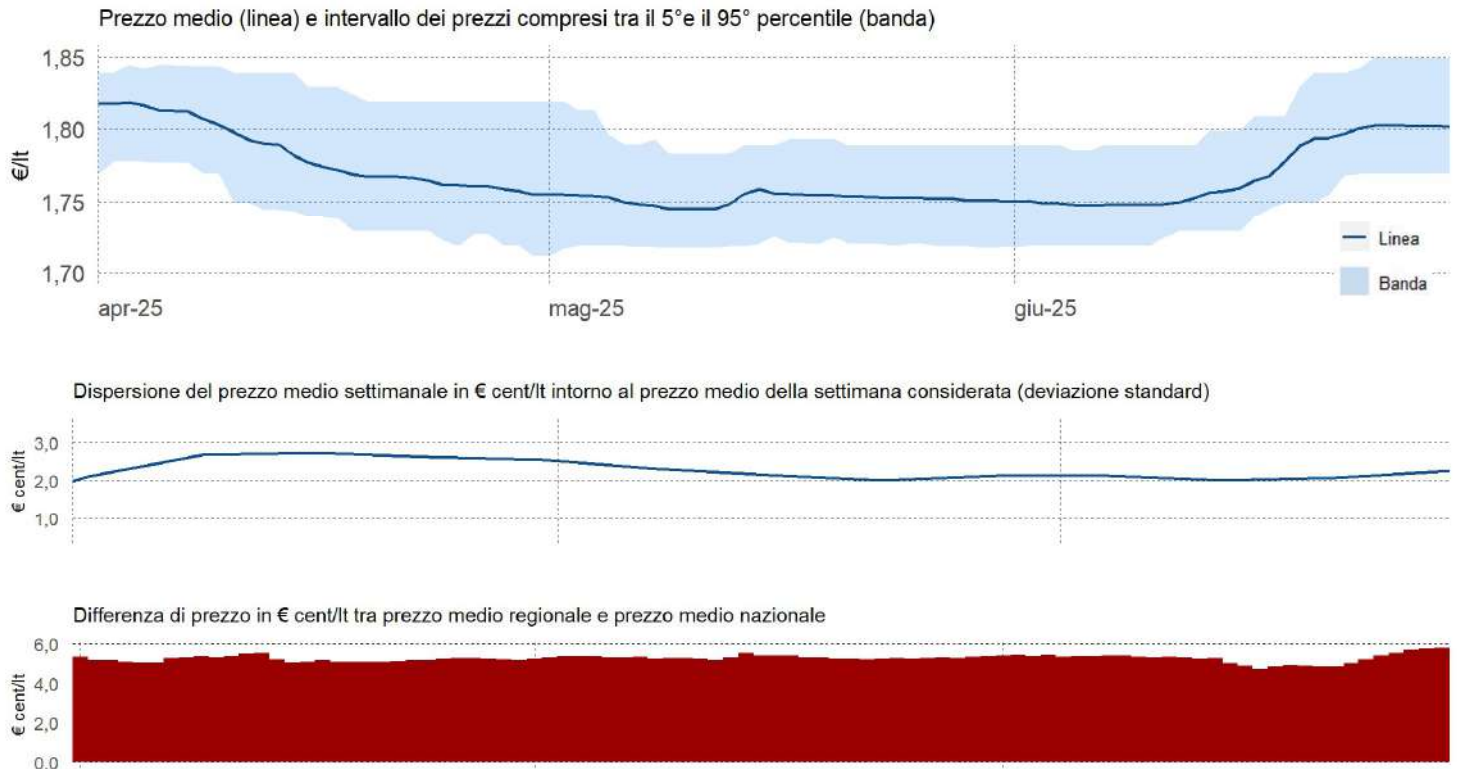 Prezzo medio (linea) e intervallo dei prezzi compresi tra il 5°e il 95° percentile (banda)
€/lt
1,85
1,80
1,75
1,70
apr-25 mag-25 giu-25
Linea
Banda
Dispersione del prezzo medio settimanale in € cent/lt intorno al prezzo medio della settimana considerata (deviazione standard)
€ cent/lt
3,0
2,0
1,0
Differenza di prezzo in € cent/lt tra prezzo medio regionale e prezzo medio nazionale
€ cent/lt
6,0
4,0
2,0
0,0